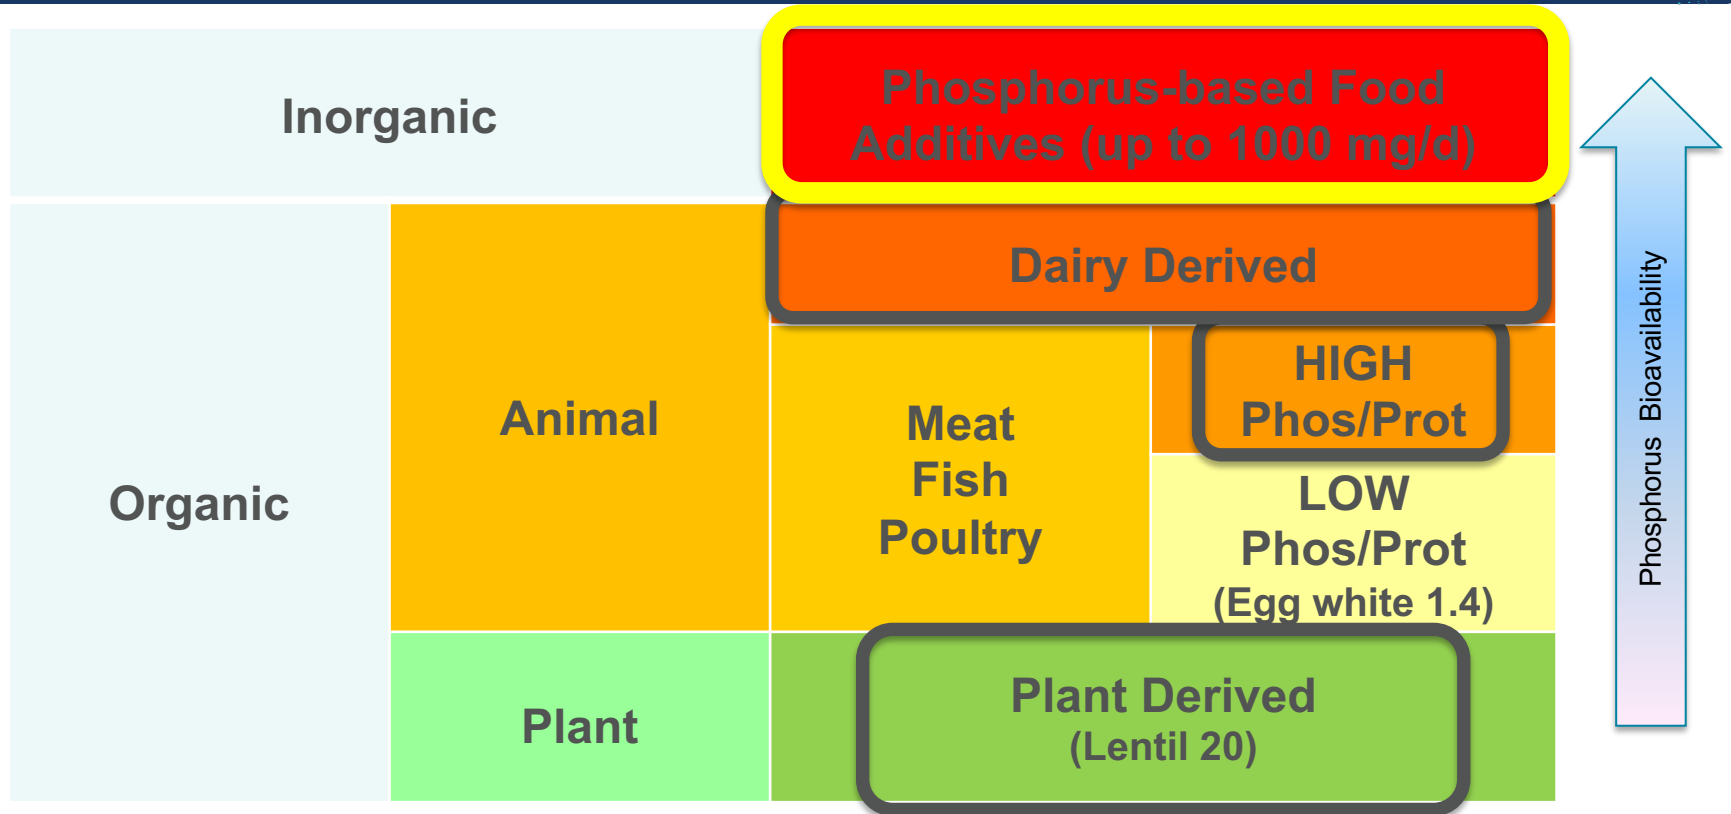 Inorganic
Phosphorus-based Food
Additives (up to 1000 mg/d)
Organic
Animal
Dairy Derived
Meat
Fish
Poultry
HIGH
Phos/Prot
LOW
Phos/Prot
(Egg white 1.4)
Plant
Plant Derived
(Lentil 20)
Phosphorus Bioavailability